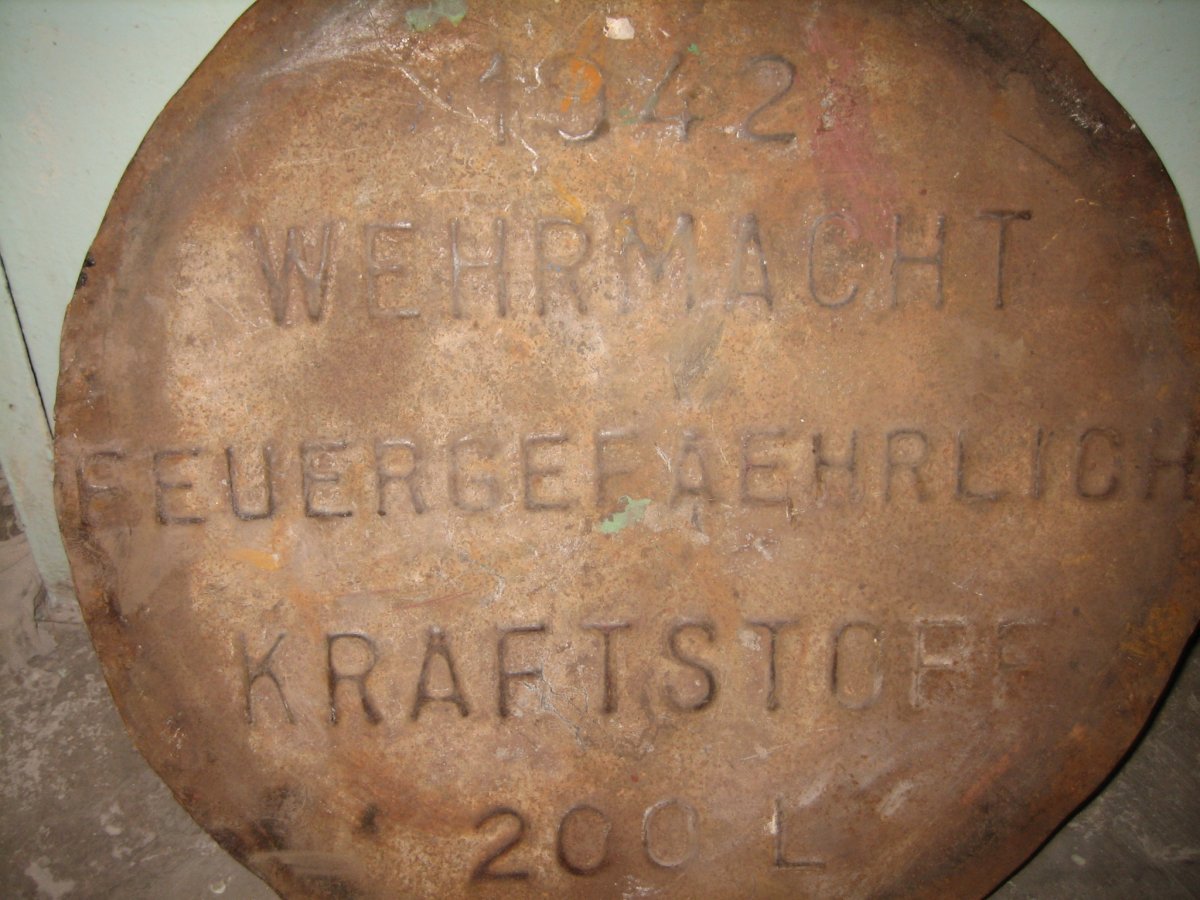 1942
WEHRMACHT
FEUERGEFAEHRLICH
KRAFTSTOFF
200 L